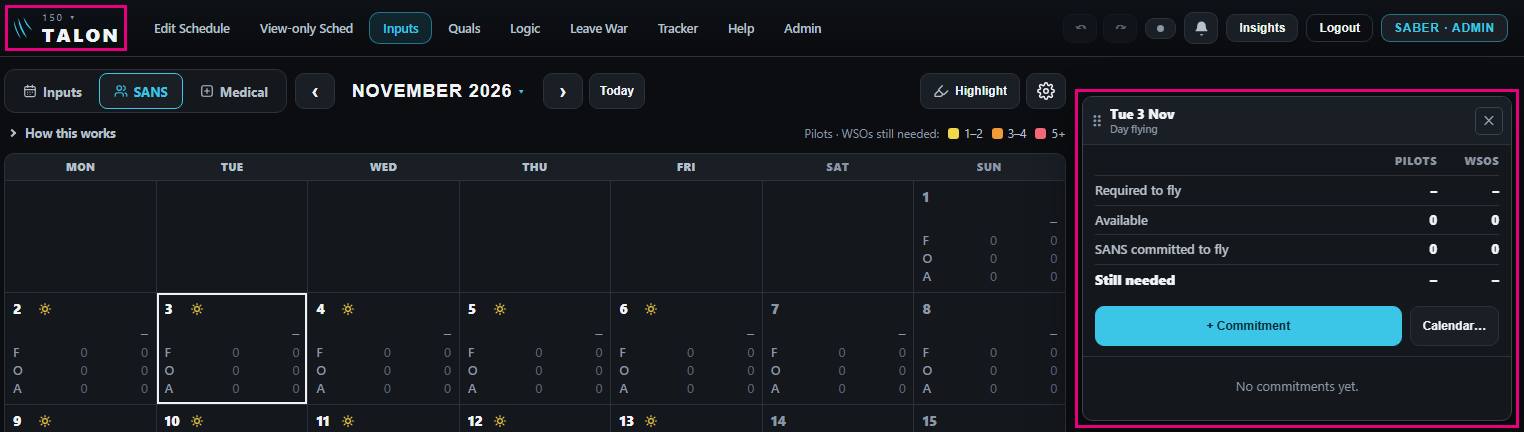 150 ▾
TALON
Edit Schedule
View-only Sched
Inputs
Quals
Logic
Leave War
Tracker
Help
Admin
Insights
Logout
SABER · ADMIN
Inputs
SANS
Medical
‹
NOVEMBER 2026 ▾
›
Today
Highlight
> How this works
Pilots · WSOs still needed: 1–2 3–4 5+
MON TUE WED THU FRI SAT SUN
1
–
F 0 0
O 0 0
A 0 0
2 3 4 5 6 7 8
– – – – – – –
F 0 0 F 0 0 F 0 0 F 0 0 F 0 0 F 0 0 F 0 0
O 0 0 O 0 0 O 0 0 O 0 0 O 0 0 O 0 0 O 0 0
A 0 0 A 0 0 A 0 0 A 0 0 A 0 0 A 0 0 A 0 0
9 10 11 12 13 14 15
Tue 3 Nov
Day flying
PILOTS WSOS
Required to fly – –
Available 0 0
SANS committed to fly 0 0
Still needed – –
+ Commitment
Calendar...
No commitments yet.